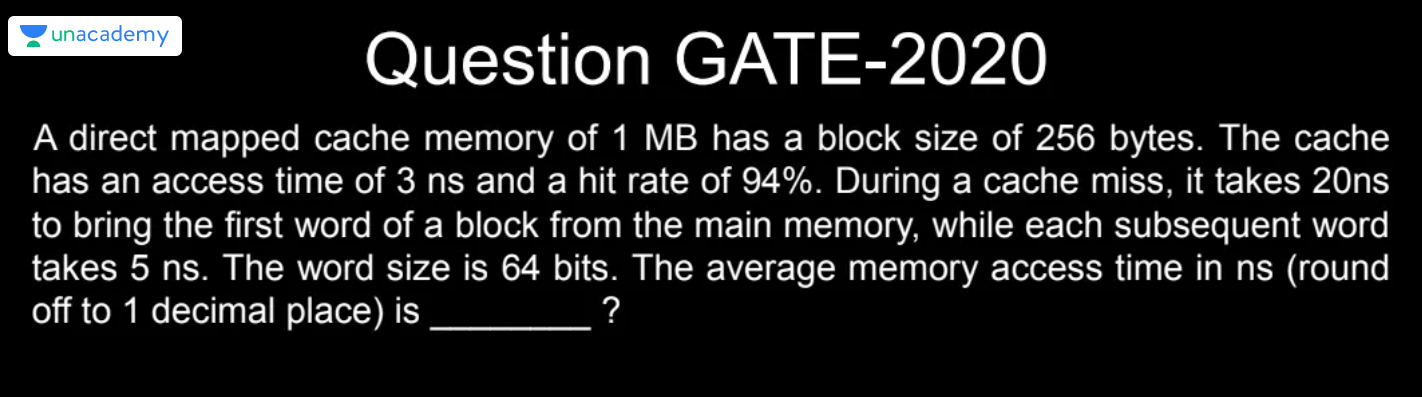 unacademy
Question GATE-2020
A direct mapped cache memory of 1 MB has a block size of 256 bytes. The cache
has an access time of 3 ns and a hit rate of 94%. During a cache miss, it takes 20ns
to bring the first word of a block from the main memory, while each subsequent word
takes 5 ns. The word size is 64 bits. The average memory access time in ns (round
off to 1 decimal place) is ________ ?